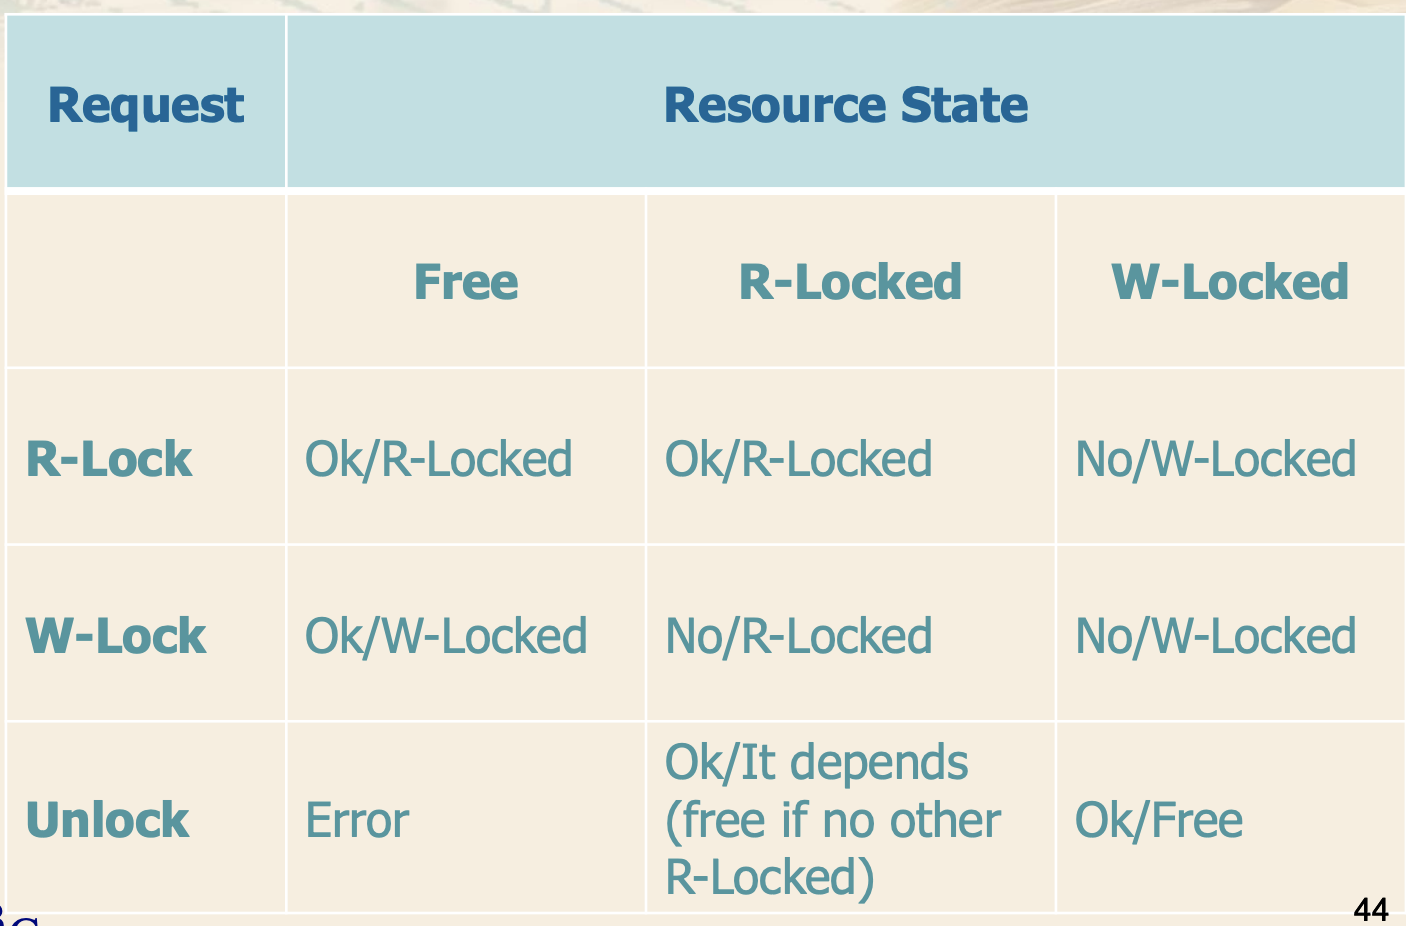 Request Resource State
Free R-Locked W-Locked
R-Lock Ok/R-Locked Ok/R-Locked No/W-Locked
W-Lock Ok/W-Locked No/R-Locked No/W-Locked
Unlock Error Ok/It depends
(free if no other
R-Locked) Ok/Free
44